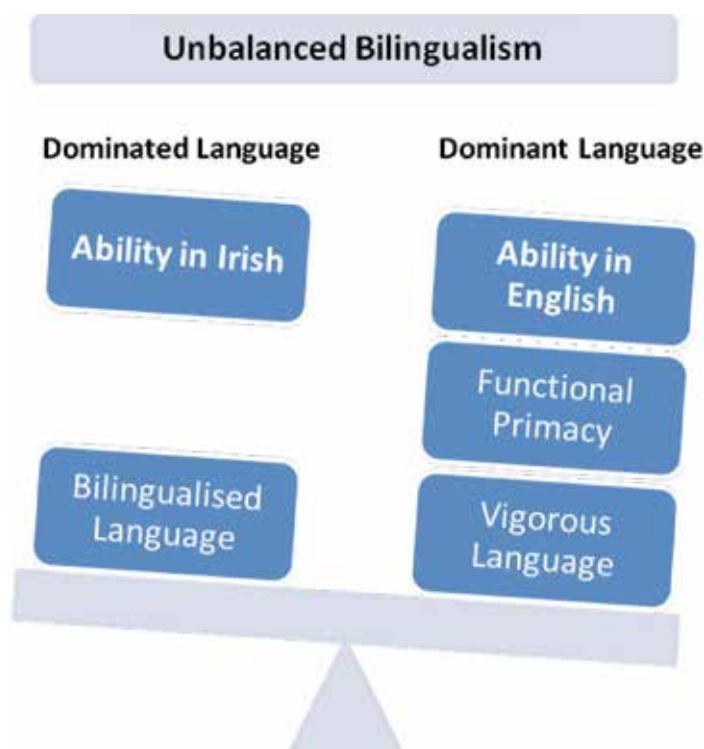 Unbalanced Bilingualism
Dominated Language
Dominant Language
Ability in Irish
Ability in
English
Functional
Primacy
Bilingualised
Language
Vigorous
Language